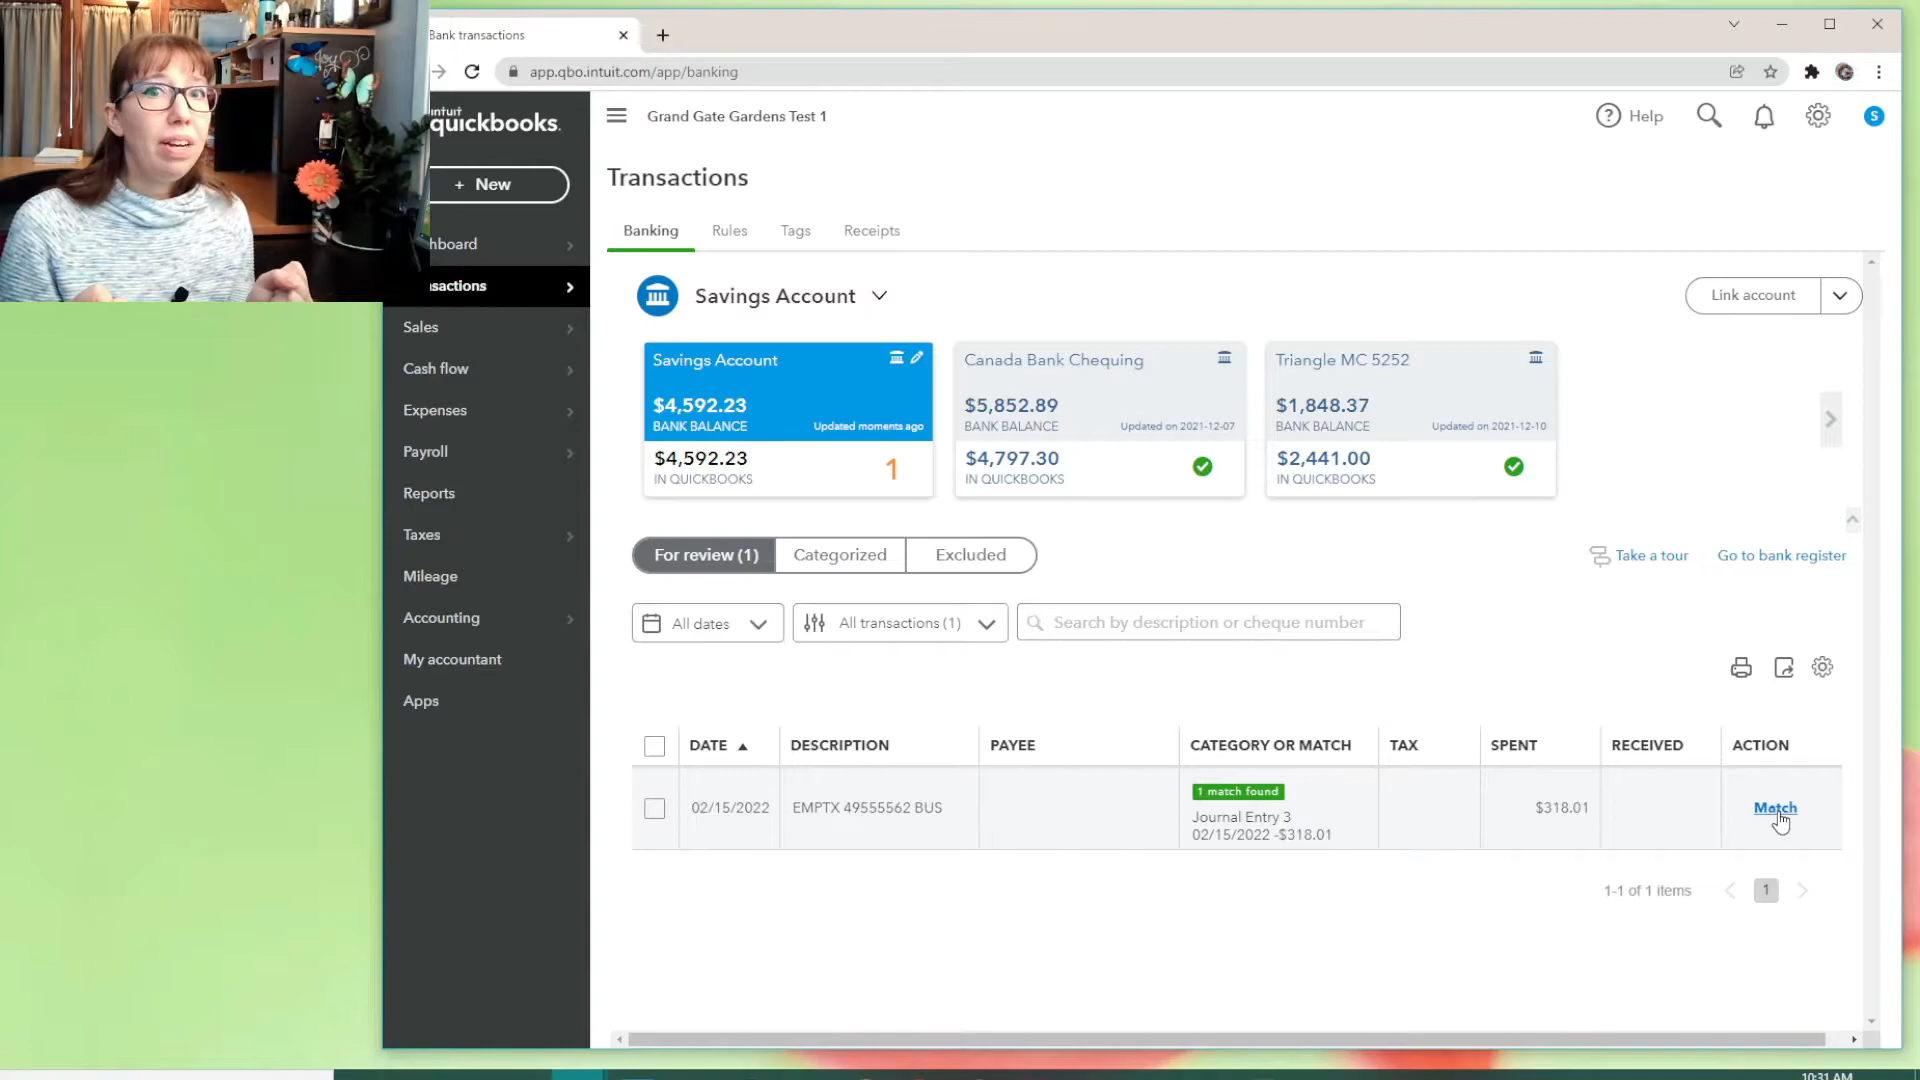 Bank transactions
app.qbo.intuit.com/app/banking
intuit
quickbooks.
Grand Gate Gardens Test 1
Help
S
+ New
hboard
nsactions
Sales
Cash flow
Expenses
Payroll
Reports
Taxes
Mileage
Accounting
My accountant
Apps
Transactions
Banking
Rules
Tags
Receipts
Savings Account
Link account
Savings Account
$4,592.23
BANK BALANCE
Updated moments ago
$4,592.23
IN QUICKBOOKS
1
Canada Bank Chequing
$5,852.89
BANK BALANCE
Updated on 2021-12-07
$4,797.30
IN QUICKBOOKS
Triangle MC 5252
$1,848.37
BANK BALANCE
Updated on 2021-12-10
$2,441.00
IN QUICKBOOKS
For review (1)
Categorized
Excluded
Take a tour
Go to bank register
All dates
All transactions (1)
Search by description or cheque number
DATE
DESCRIPTION
PAYEE
CATEGORY OR MATCH
TAX
SPENT
RECEIVED
ACTION
02/15/2022
EMPTX 49555562 BUS
1 match found
Journal Entry 3
02/15/2022 -$318.01
$318.01
Match
1-1 of 1 items
1
10:31 AM